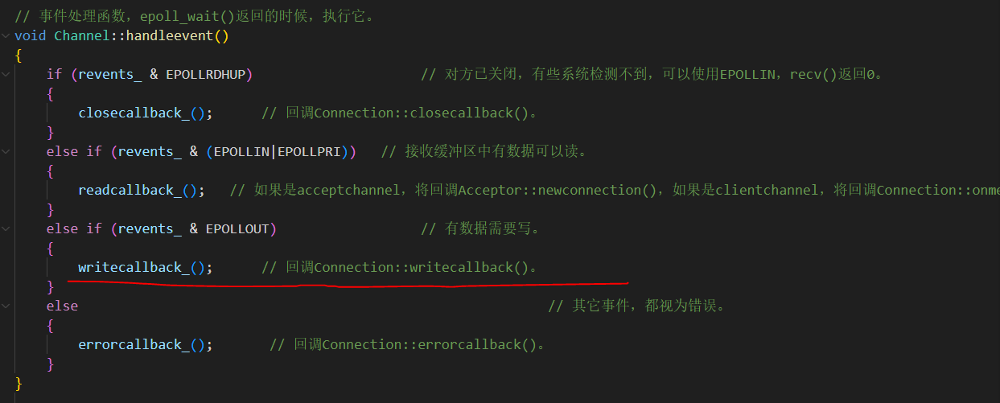 // 事件处理函数，epoll_wait()返回的时候，执行它。
void Channel::handleevent()
{
if (revents_ & EPOLLRDHUP) // 对方已关闭，有些系统检测不到，可以使用EPOLLIN，recv()返回0。
{
closecallback_(); // 回调Connection::closecallback()。
}
else if (revents_ & (EPOLLIN|EPOLLPRI)) // 接收缓冲区中有数据可以读。
{
readcallback_(); // 如果是acceptchannel，将回调Acceptor::newconnection()，如果是clientchannel，将回调Connection::onme
}
else if (revents_ & EPOLLOUT) // 有数据需要写。
{
writecallback_(); // 回调Connection::writecallback()。
}
else // 其它事件，都视为错误。
{
errorcallback_(); // 回调Connection::errorcallback()。
}
}